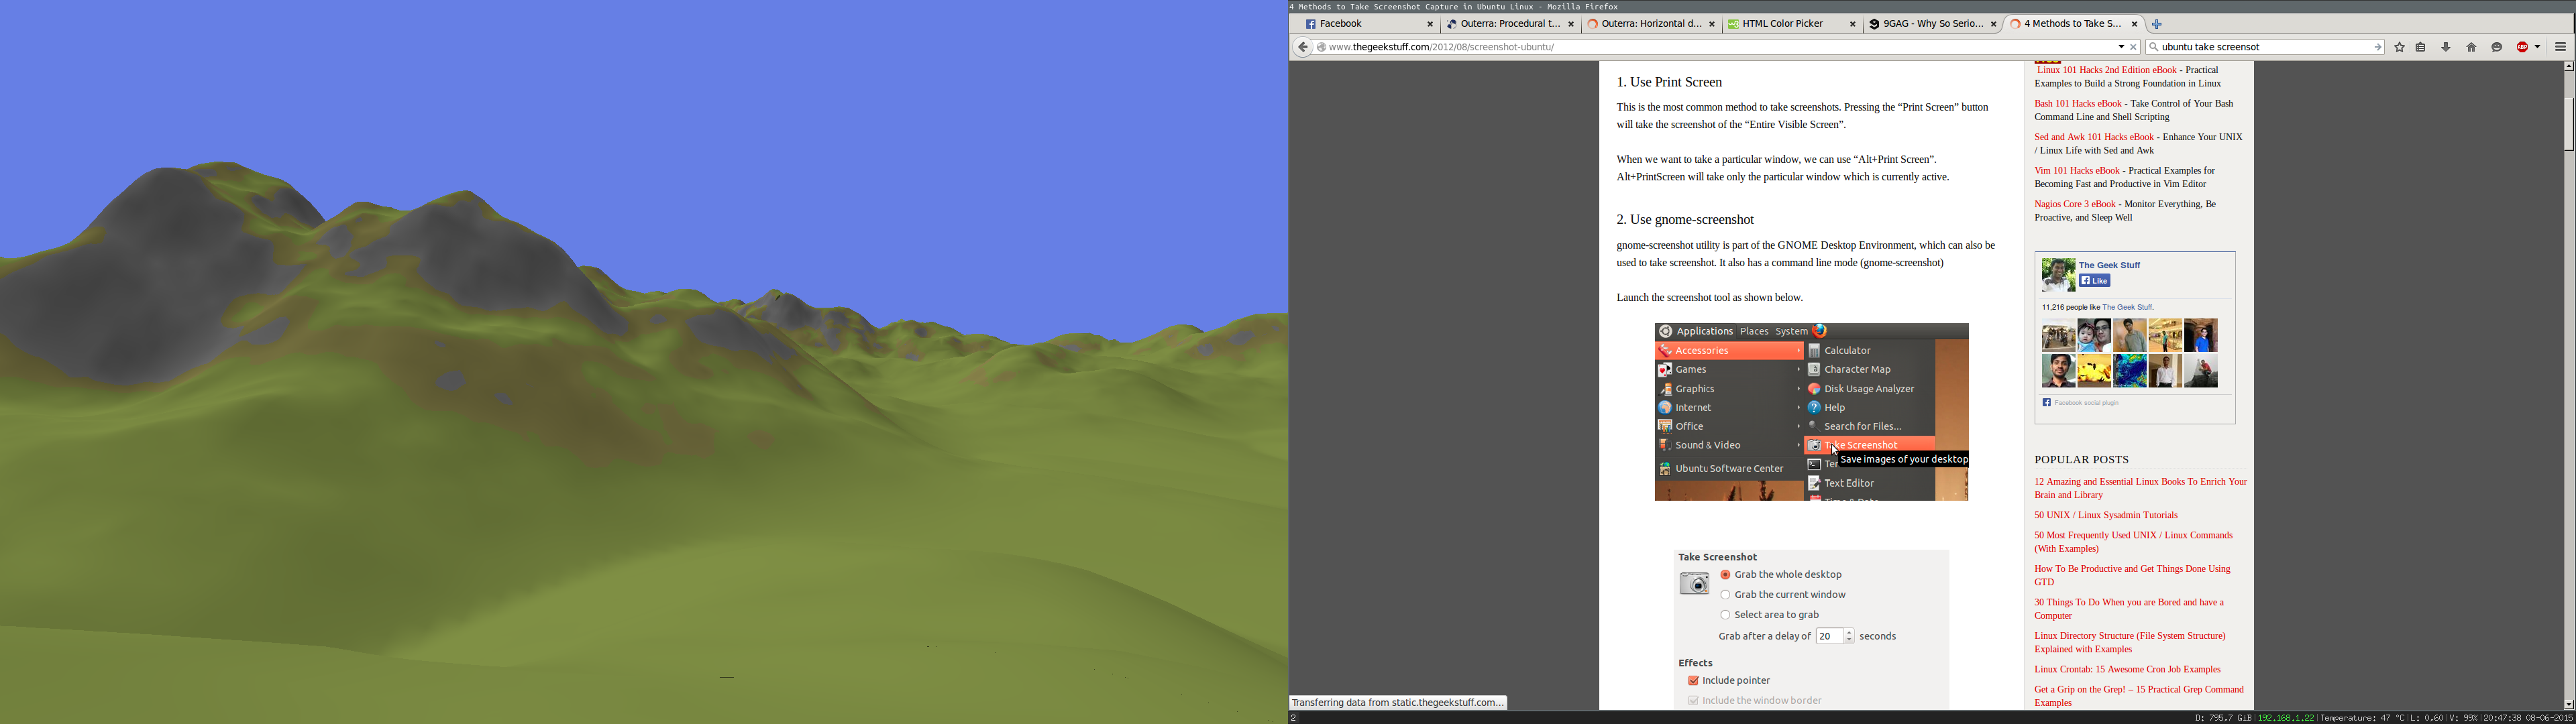 4 Methods to Take Screenshot Capture in Ubuntu Linux - Mozilla Firefox
Facebook
Outerra: Procedural t...
Outerra: Horizontal d...
HTML Color Picker
9GAG - Why So Serio...
4 Methods to Take S...
www.thegeekstuff.com/2012/08/screenshot-ubuntu/
ubuntu take screensot
ABP
1. Use Print Screen
This is the most common method to take screenshots. Pressing the “Print Screen” button
will take the screenshot of the “Entire Visible Screen”.
When we want to take a particular window, we can use “Alt+Print Screen”.
Alt+PrintScreen will take only the particular window which is currently active.
2. Use gnome-screenshot
gnome-screenshot utility is part of the GNOME Desktop Environment, which can also be
used to take screenshot. It also has a command line mode (gnome-screenshot)
Launch the screenshot tool as shown below.
Applications Places System
Accessories
Games
Graphics
Internet
Office
Sound & Video
Ubuntu Software Center
Calculator
Character Map
Disk Usage Analyzer
Help
Search for Files...
Take Screenshot
Save images of your desktop
Text Editor
Take Screenshot
Grab the whole desktop
Grab the current window
Select area to grab
Grab after a delay of 20 seconds
Effects
Include pointer
Include the window border
Linux 101 Hacks 2nd Edition eBook - Practical
Examples to Build a Strong Foundation in Linux
Bash 101 Hacks eBook - Take Control of Your Bash
Command Line and Shell Scripting
Sed and Awk 101 Hacks eBook - Enhance Your UNIX
/ Linux Life with Sed and Awk
Vim 101 Hacks eBook - Practical Examples for
Becoming Fast and Productive in Vim Editor
Nagios Core 3 eBook - Monitor Everything, Be
Proactive, and Sleep Well
The Geek Stuff
Like
11,216 people like The Geek Stuff.
Facebook social plugin
POPULAR POSTS
12 Amazing and Essential Linux Books To Enrich Your
Brain and Library
50 UNIX / Linux Sysadmin Tutorials
50 Most Frequently Used UNIX / Linux Commands
(With Examples)
How To Be Productive and Get Things Done Using
GTD
30 Things To Do When you are Bored and have a
Computer
Linux Directory Structure (File System Structure)
Explained with Examples
Linux Crontab: 15 Awesome Cron Job Examples
Get a Grip on the Grep! – 15 Practical Grep Command
Examples
Transferring data from static.thegeekstuff.com...
2
D: 795,7 GiB|192.168.1.22|Temperature: 47 °C|L: 0,60|V: 99%|20:47:38 08-06-2015